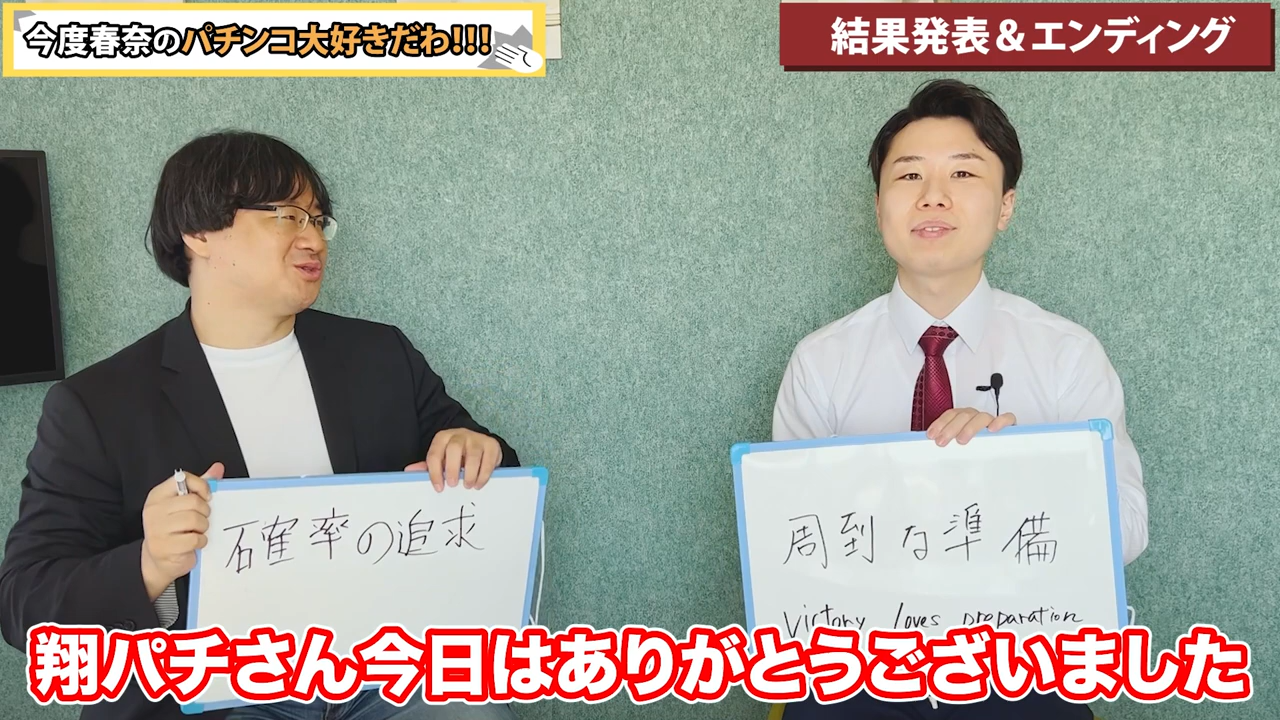 今度春奈のパチンコ大好きだわ!!!
結果発表＆エンディング
確率の追求
周到な準備
Virtory loves preparation
翔パチさん今日はありがとうございました